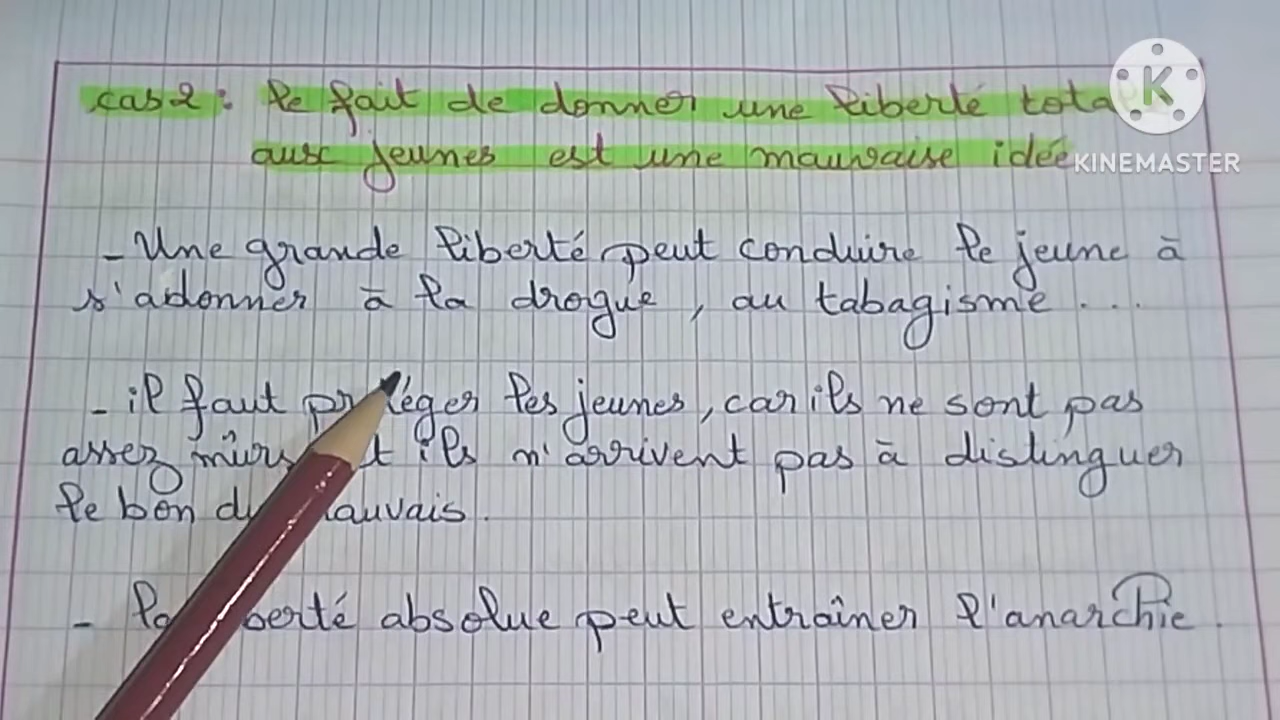 cas 2 : le fait de donner une liberté
aux jeunes est une mauvaise idée
KINEMASTER
- Une grande liberté peut conduire le jeune à
s'adonner à la drogue, au tabagisme ...
- il faut les jeunes, car ils ne sont pas
assez mûrs ils n'arrivent pas à distinguer
le bon
- absolue peut entraîner l'anarchie.